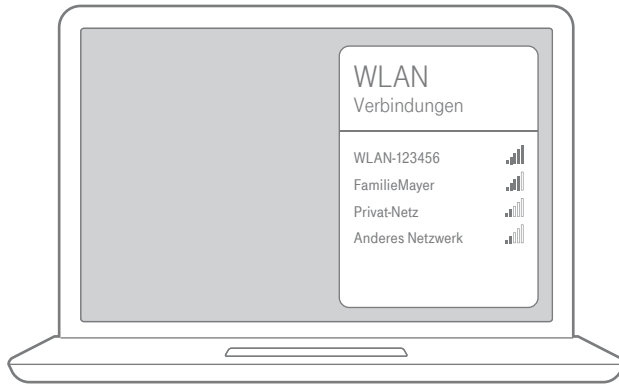 WLAN
Verbindungen
WLAN-123456
FamilieMayer
Privat-Netz
Anderes Netzwerk